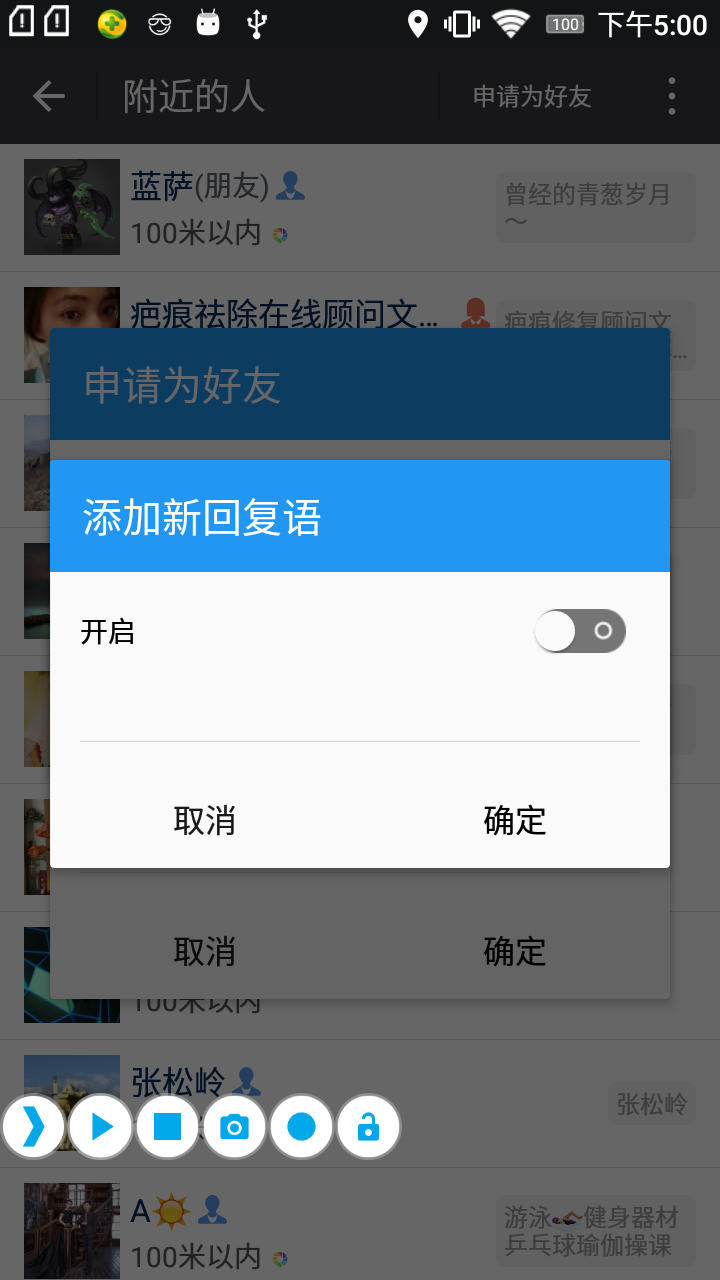 100 下午5:00
附近的人 申请为好友
蓝萨(朋友)
100米以内
曾经的青葱岁月
～
疤痕祛除在线顾问文...
疤痕修复顾问文
...
申请为好友
添加新回复语
开启
取消 确定
取消 确定
100米以内
张松岭
张松岭
A
100米以内
游泳 健身器材
乒乓球瑜伽操课